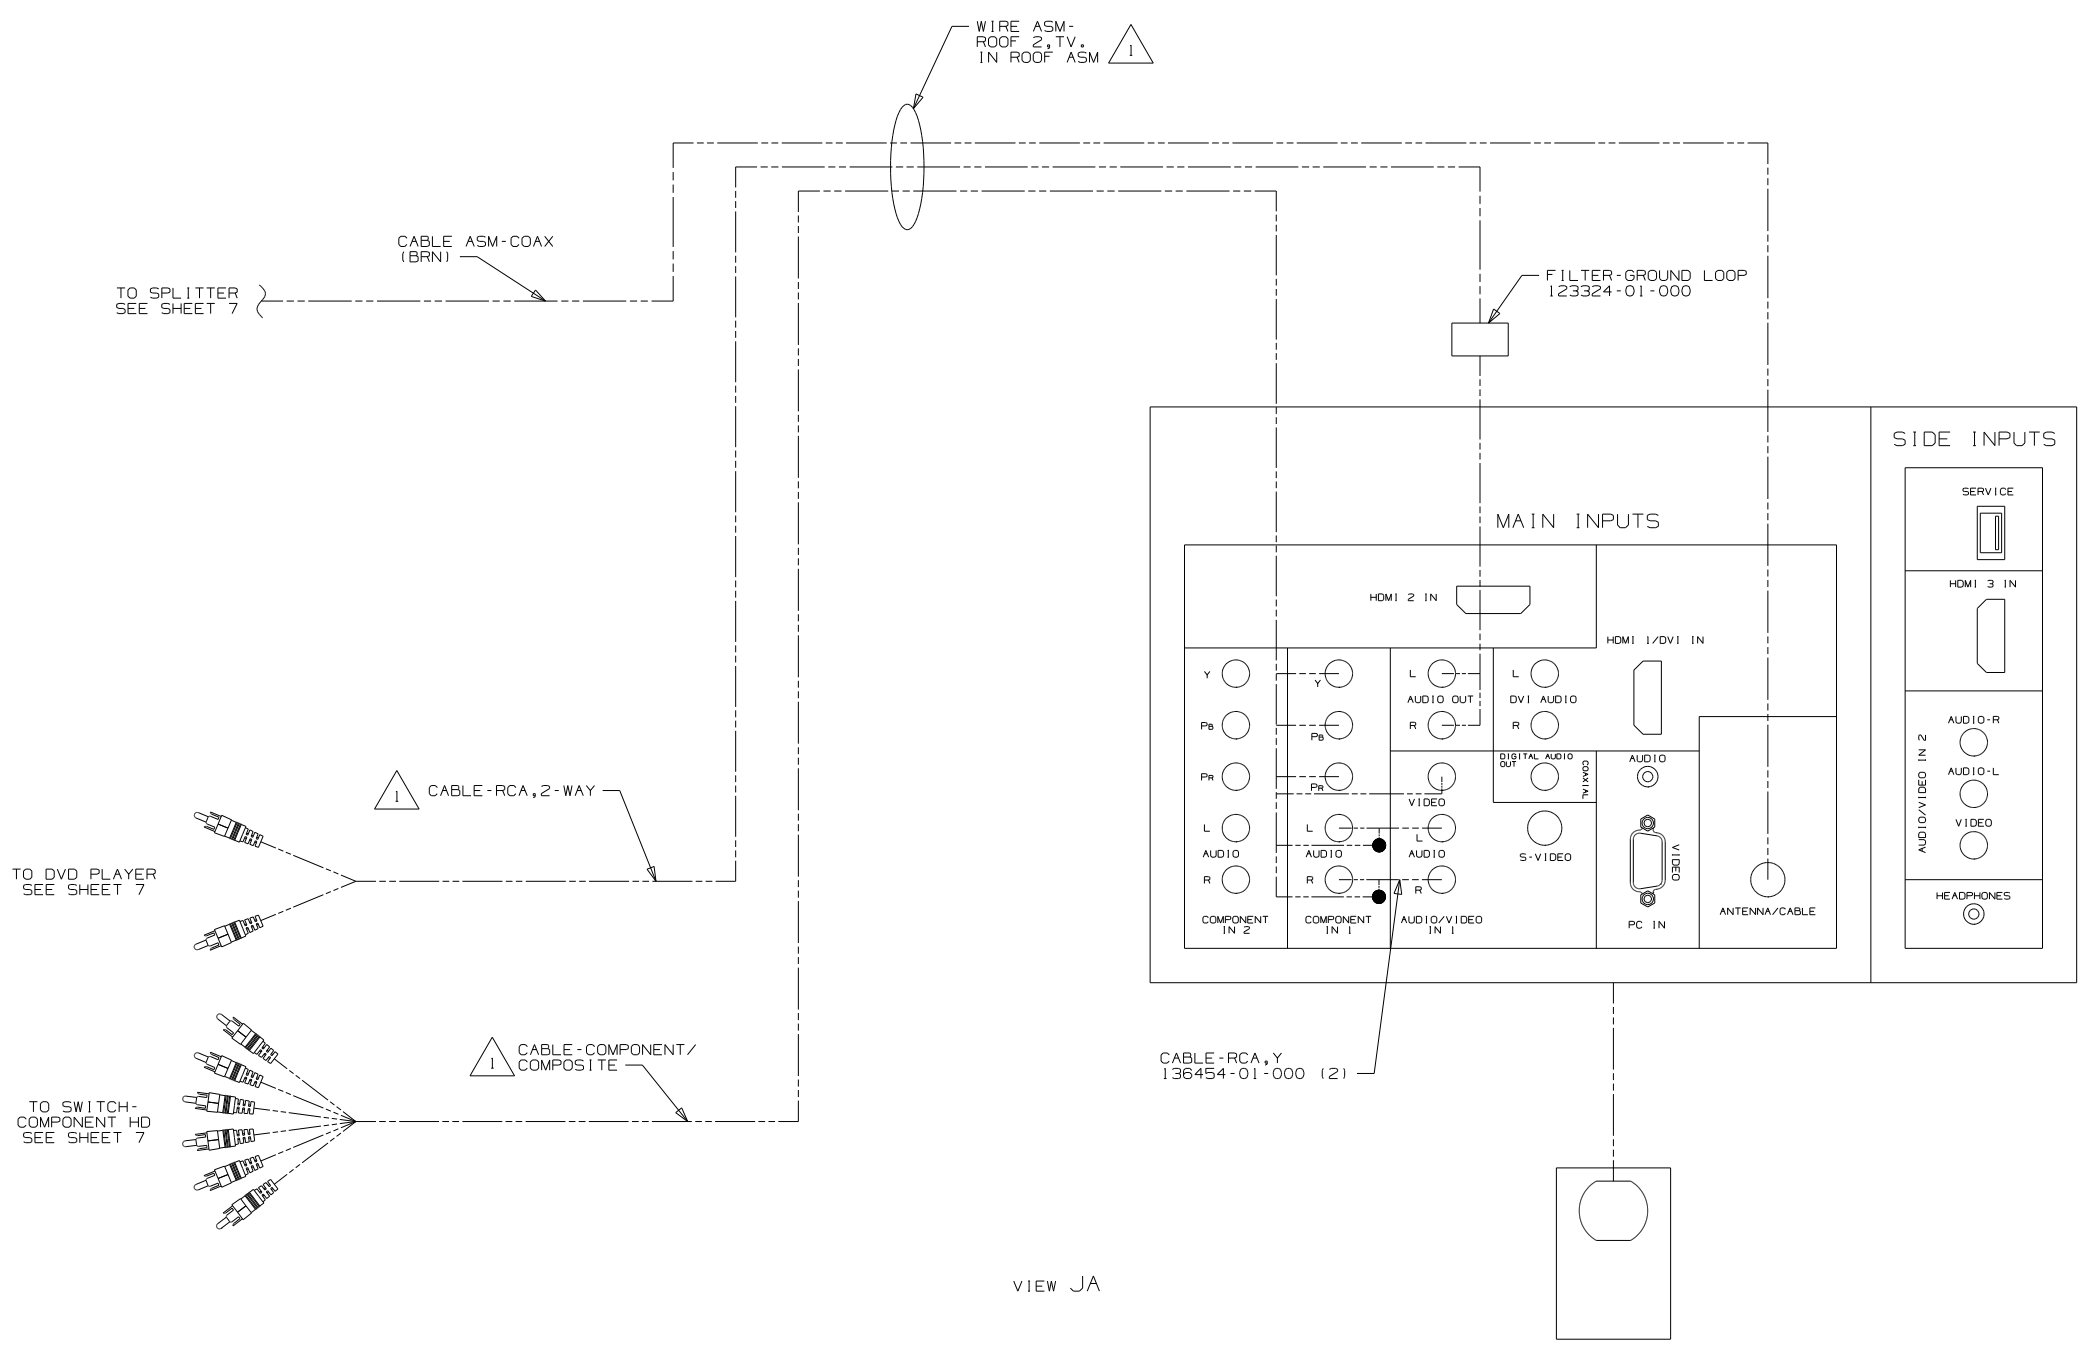 WIRE ASM-
ROOF 2,TV.
IN ROOF ASM
1
CABLE ASM-COAX
(BRN)
TO SPLITTER
SEE SHEET 7
FILTER-GROUND LOOP
123324-01-000
SIDE INPUTS
SERVICE
HDMI 3 IN
AUDIO/VIDEO IN 2
AUDIO-R
AUDIO-L
VIDEO
HEADPHONES
MAIN INPUTS
HDMI 2 IN
HDMI 1/DVI IN
Y
PB
PR
L
AUDIO
R
COMPONENT
IN 2
Y
PB
PR
L
AUDIO
R
COMPONENT
IN 1
L
AUDIO OUT
R
VIDEO
L
AUDIO
R
AUDIO/VIDEO
IN 1
L
DVI AUDIO
R
DIGITAL AUDIO
OUT
COAXIAL
S-VIDEO
AUDIO
VIDEO
PC IN
ANTENNA/CABLE
1
CABLE-RCA,2-WAY
TO DVD PLAYER
SEE SHEET 7
1
CABLE-COMPONENT/
COMPOSITE
TO SWITCH-
COMPONENT HD
SEE SHEET 7
CABLE-RCA,Y
136454-01-000 (2)
VIEW JA